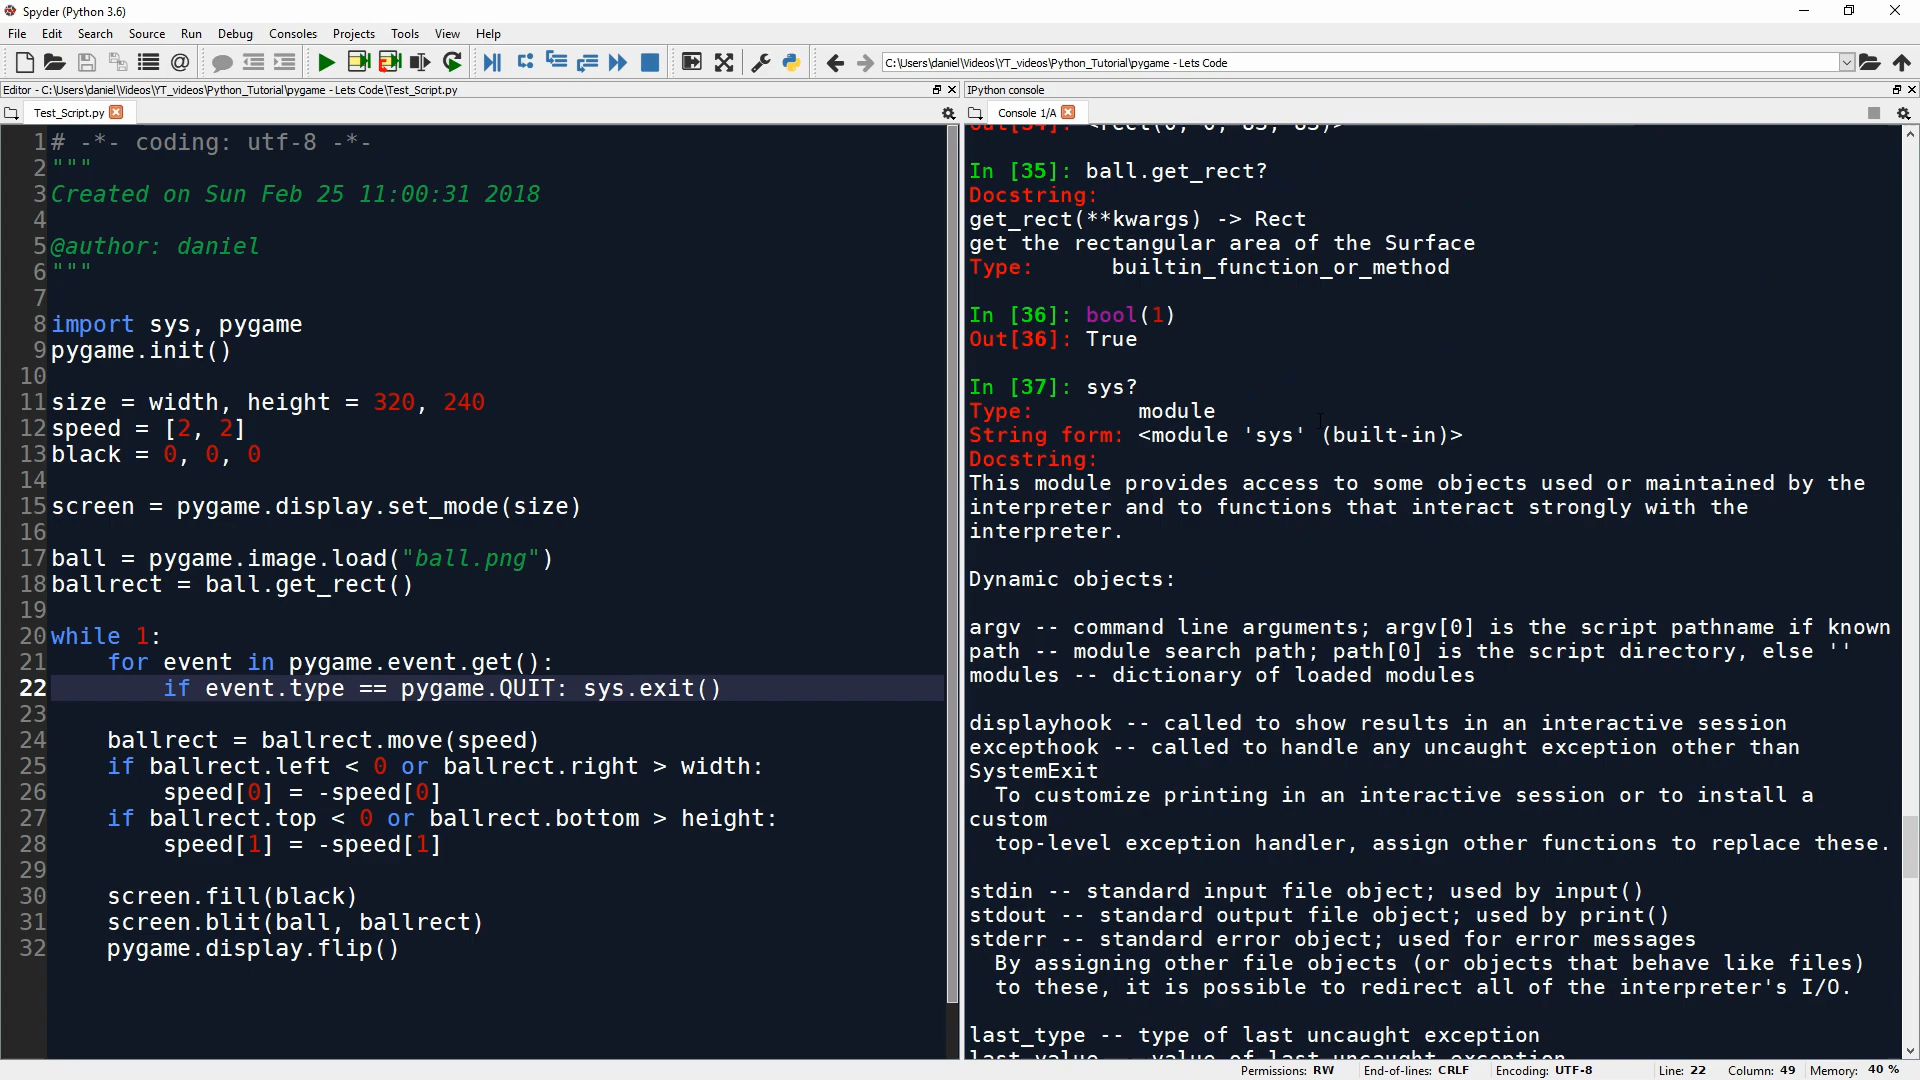 Spyder (Python 3.6)
File Edit Search Source Run Debug Consoles Projects Tools View Help
C:\Users\daniel\Videos\YT_videos\Python_Tutorial\pygame - Lets Code
Editor - C:\Users\daniel\Videos\YT_videos\Python_Tutorial\pygame - Lets Code\Test_Script.py
Test_Script.py
1 # -*- coding: utf-8 -*-
2 """
3 Created on Sun Feb 25 11:00:31 2018
4
5 @author: daniel
6 """
7
8 import sys, pygame
9 pygame.init()
10
11 size = width, height = 320, 240
12 speed = [2, 2]
13 black = 0, 0, 0
14
15 screen = pygame.display.set_mode(size)
16
17 ball = pygame.image.load("ball.png")
18 ballrect = ball.get_rect()
19
20 while 1:
21     for event in pygame.event.get():
22         if event.type == pygame.QUIT: sys.exit()
23
24     ballrect = ballrect.move(speed)
25     if ballrect.left < 0 or ballrect.right > width:
26         speed[0] = -speed[0]
27     if ballrect.top < 0 or ballrect.bottom > height:
28         speed[1] = -speed[1]
29
30     screen.fill(black)
31     screen.blit(ball, ballrect)
32     pygame.display.flip()
IPython console
Console 1/A
In [35]: ball.get_rect?
Docstring:
get_rect(**kwargs) -> Rect
get the rectangular area of the Surface
Type:      builtin_function_or_method
In [36]: bool(1)
Out[36]: True
In [37]: sys?
Type:        module
String form: <module 'sys' (built-in)>
Docstring:
This module provides access to some objects used or maintained by the
interpreter and to functions that interact strongly with the
interpreter.
Dynamic objects:
argv -- command line arguments; argv[0] is the script pathname if known
path -- module search path; path[0] is the script directory, else ''
modules -- dictionary of loaded modules
displayhook -- called to show results in an interactive session
excepthook -- called to handle any uncaught exception other than
SystemExit
  To customize printing in an interactive session or to install a
custom
  top-level exception handler, assign other functions to replace these.
stdin -- standard input file object; used by input()
stdout -- standard output file object; used by print()
stderr -- standard error object; used for error messages
  By assigning other file objects (or objects that behave like files)
  to these, it is possible to redirect all of the interpreter's I/O.
last_type -- type of last uncaught exception
last_value -- value of last uncaught exception
Permissions: RW End-of-lines: CRLF Encoding: UTF-8 Line: 22 Column: 49 Memory: 40 %